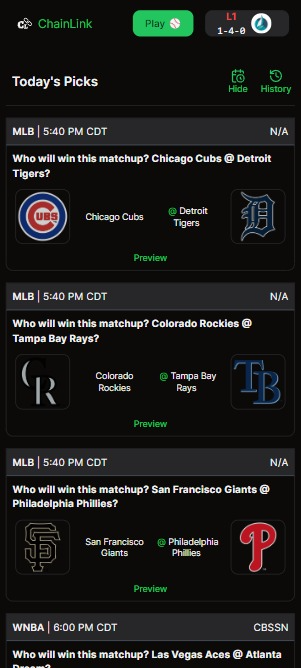 ChainLink
Play
L1
1-4-0
Today's Picks
Hide
History
MLB | 5:40 PM CDT
N/A
Who will win this matchup? Chicago Cubs @ Detroit
Tigers?
CUBS
Chicago Cubs
@ Detroit
Tigers
D
Preview
MLB | 5:40 PM CDT
N/A
Who will win this matchup? Colorado Rockies @
Tampa Bay Rays?
CR
Colorado
Rockies
@ Tampa Bay
Rays
TB
Preview
MLB | 5:40 PM CDT
N/A
Who will win this matchup? San Francisco Giants @
Philadelphia Phillies?
SF
San Francisco
Giants
@ Philadelphia
Phillies
P
Preview
WNBA | 6:00 PM CDT
CBSSN
Who will win this matchup? Las Vegas Aces @ Atlanta
Dream?